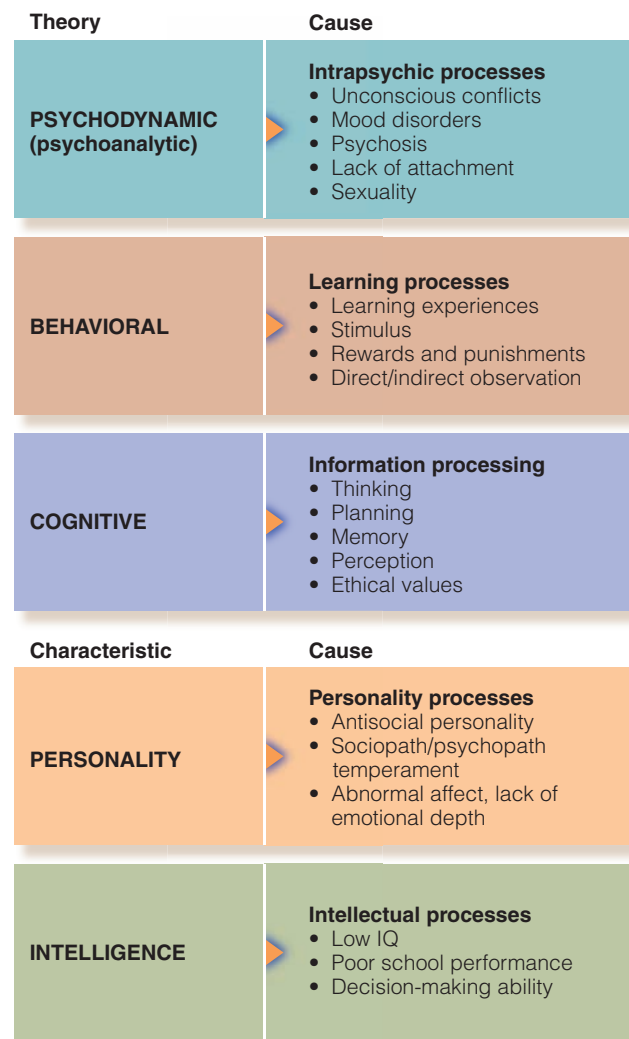 Theory Cause
PSYCHODYNAMIC
(psychoanalytic)
Intrapsychic processes
• Unconscious conflicts
• Mood disorders
• Psychosis
• Lack of attachment
• Sexuality
BEHAVIORAL
Learning processes
• Learning experiences
• Stimulus
• Rewards and punishments
• Direct/indirect observation
COGNITIVE
Information processing
• Thinking
• Planning
• Memory
• Perception
• Ethical values
Characteristic Cause
PERSONALITY
Personality processes
• Antisocial personality
• Sociopath/psychopath
temperament
• Abnormal affect, lack of
emotional depth
INTELLIGENCE
Intellectual processes
• Low IQ
• Poor school performance
• Decision-making ability